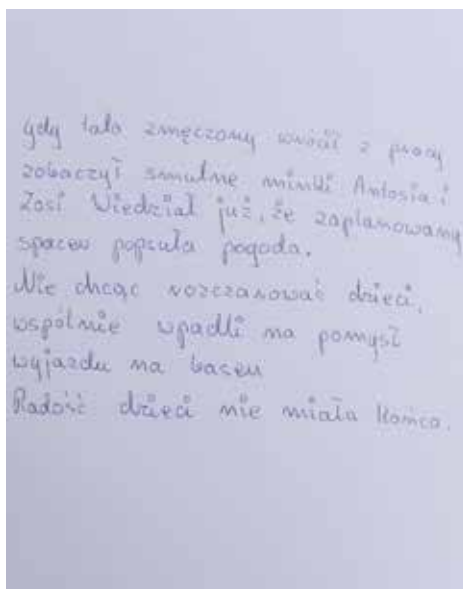 Gdy tata zmęczony wrócił z pracy
zobaczył smutne minki Antosia i
Zosi Wiedział już, że zaplanowany
spacer popsuła pogoda.
Nie chcąc rozczarować dzieci,
wspólnie wpadli na pomysł
wyjazdu na basen
Radość dzieci nie miała końca.